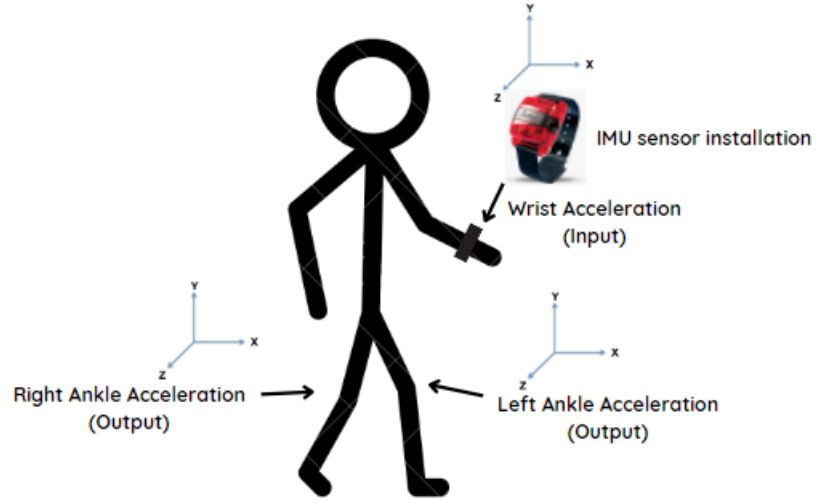 Y
X
Z
IMU sensor installation
Wrist Acceleration
(Input)
Y
X
Z
Right Ankle Acceleration
(Output)
Y
X
Z
Left Ankle Acceleration
(Output)